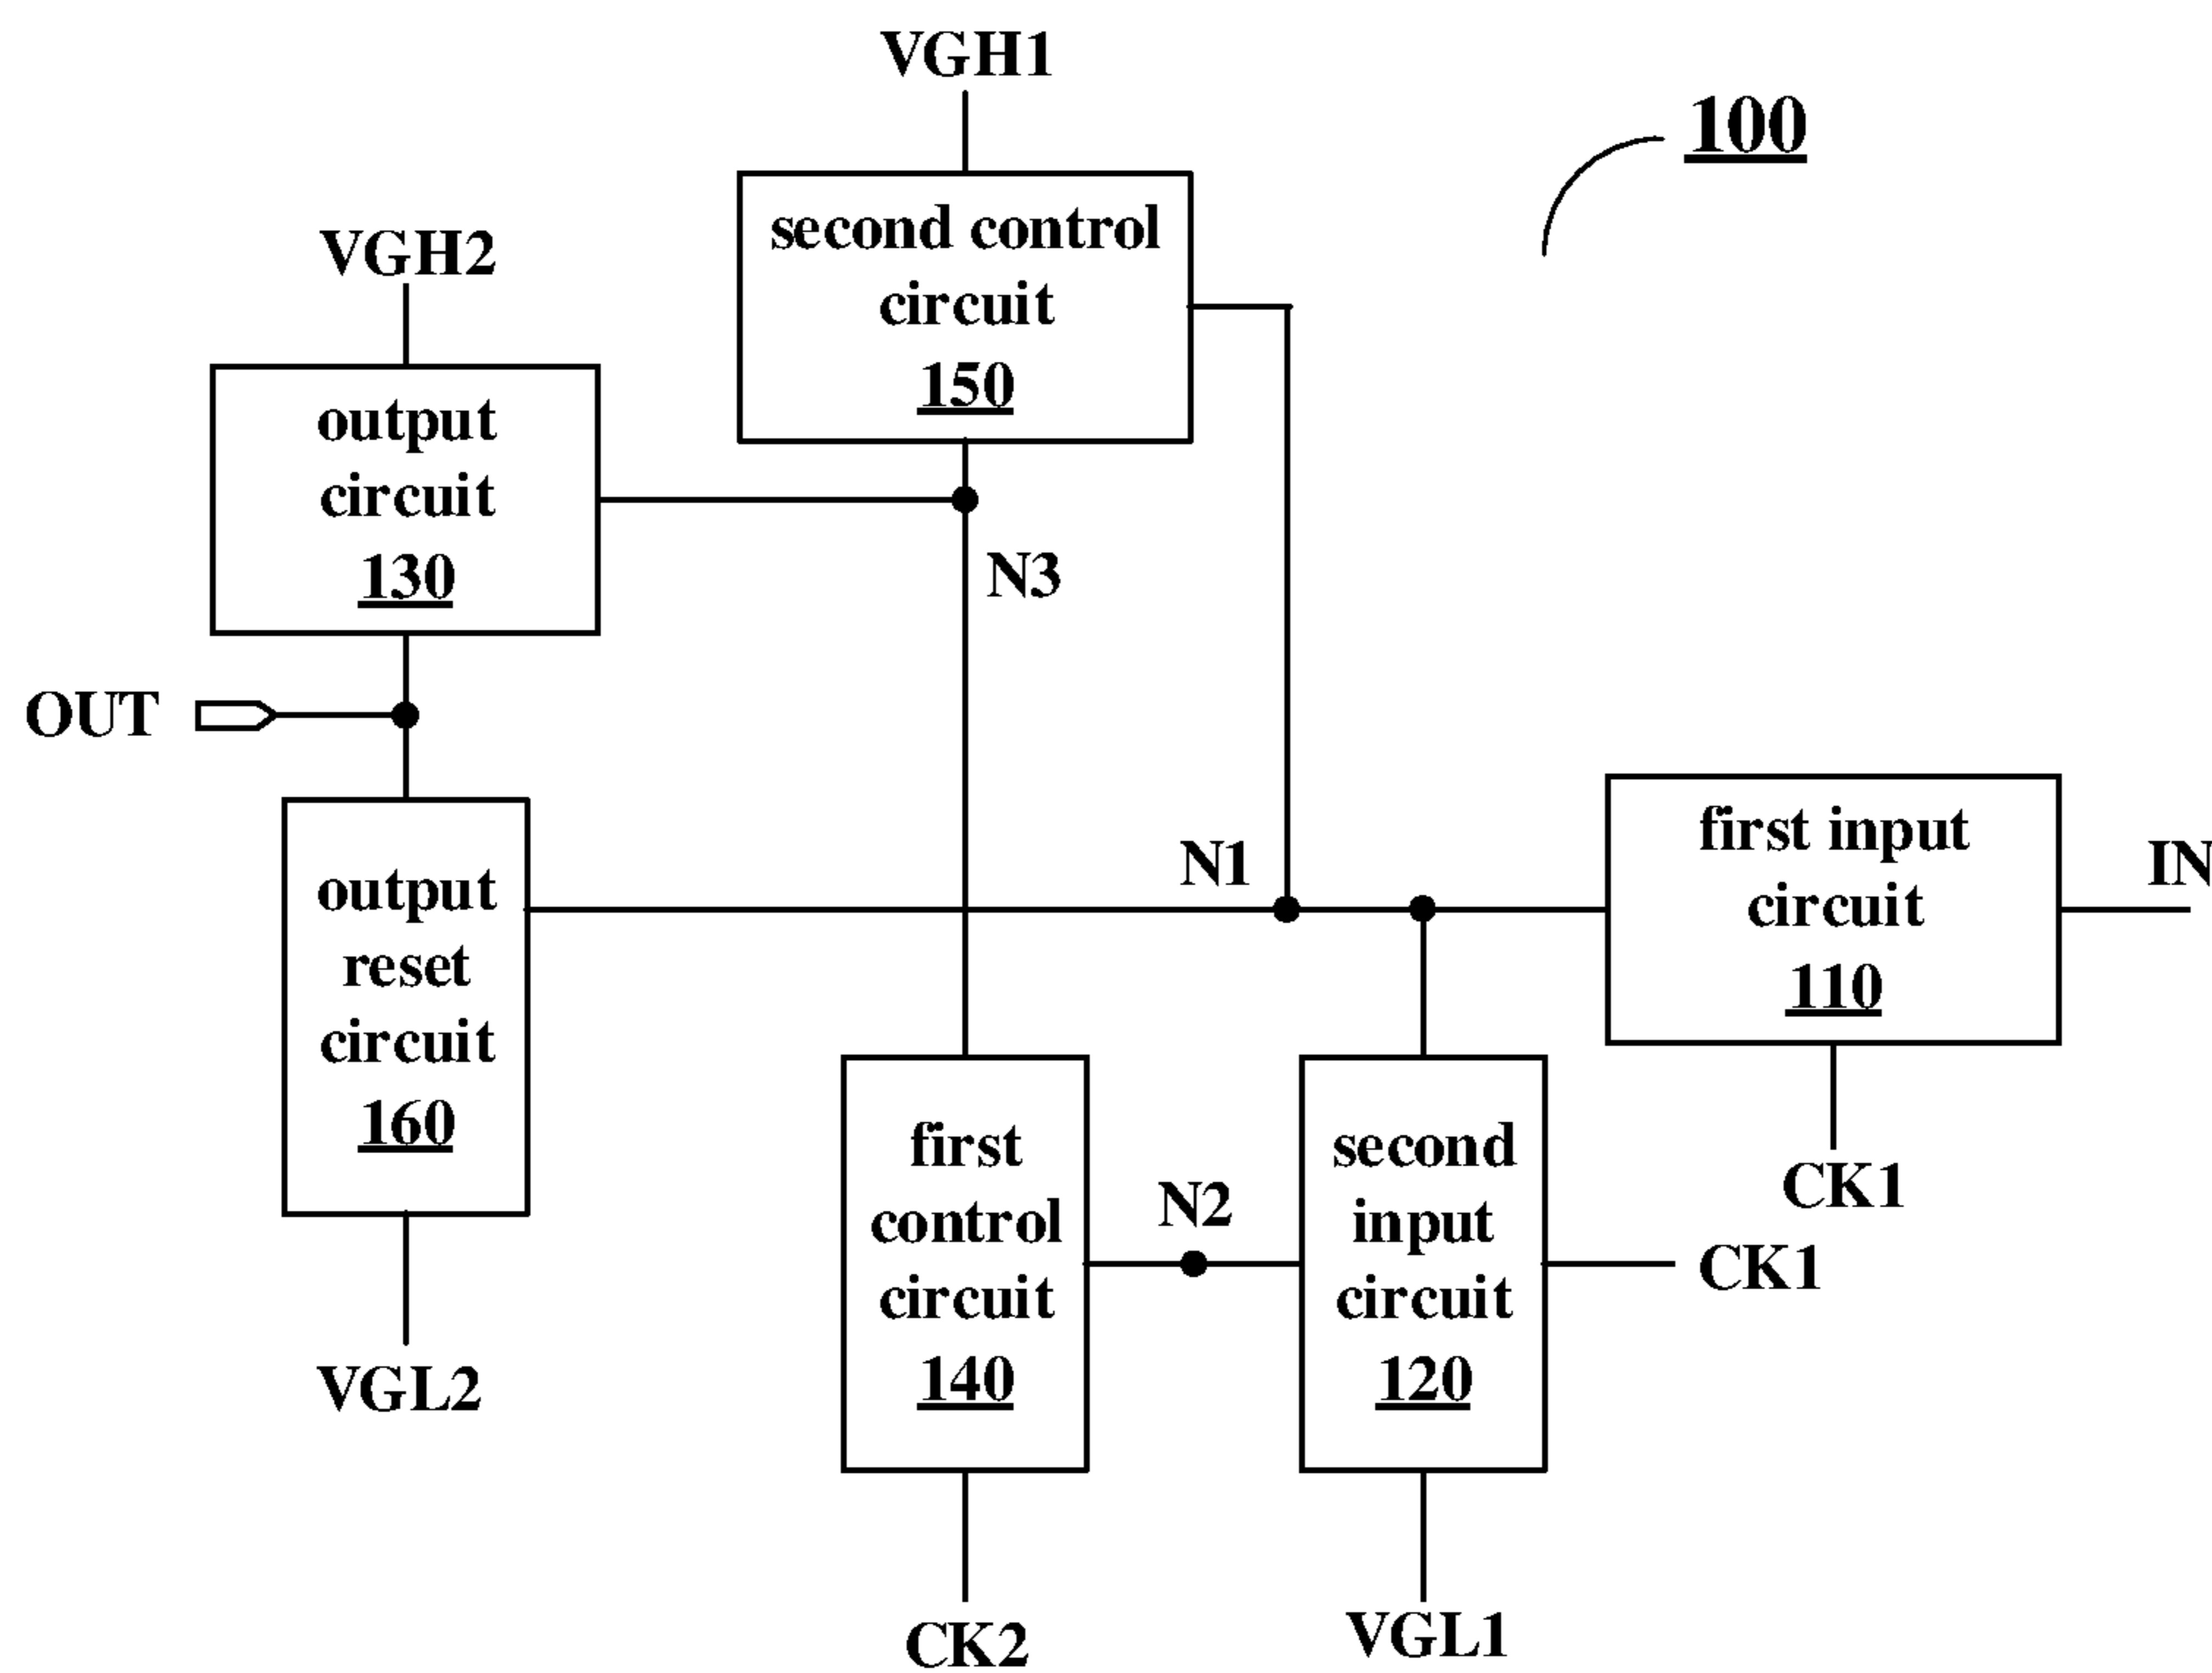 VGH1
100
second control
circuit
150
VGH2
output
circuit
130
N3
OUT
output
reset
circuit
160
N1
first input
circuit
110
IN
CK1
first
control
circuit
140
N2
second
input
circuit
120
CK1
VGL2
CK2
VGL1